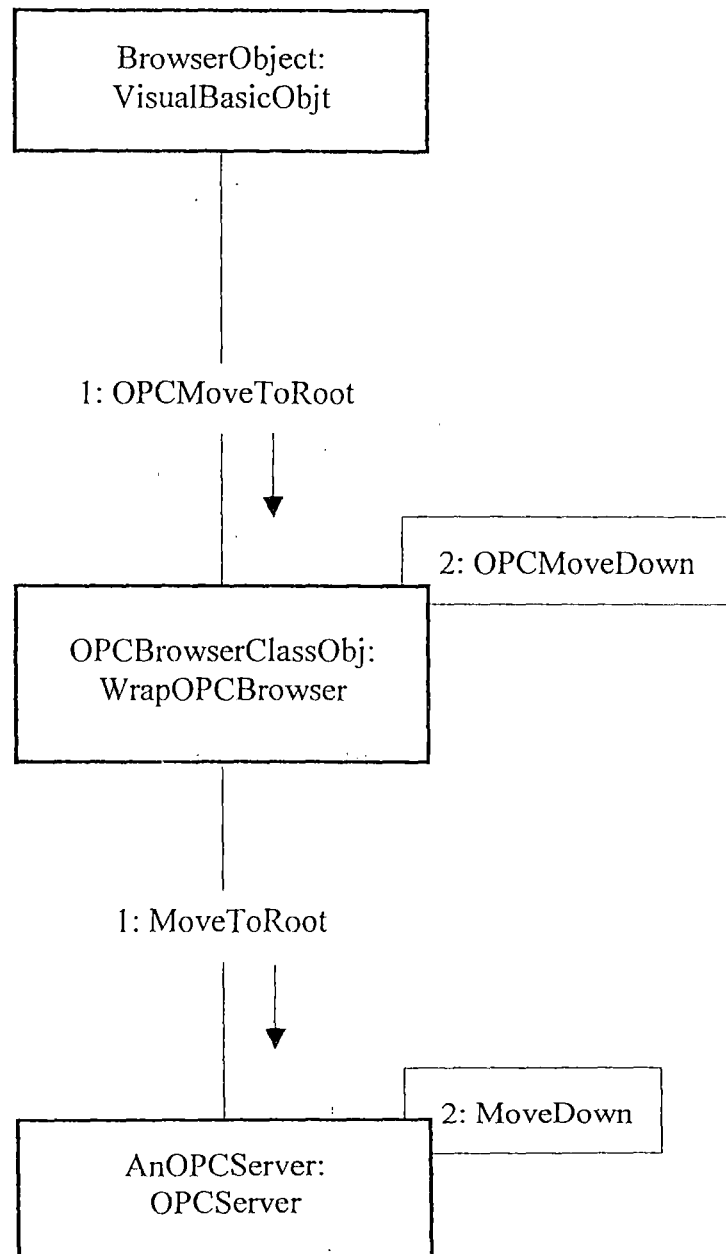 BrowserObject:
VisualBasicObjt
1: OPCMoveToRoot
2: OPCMoveDown
OPCBrowserClassObj:
WrapOPCBrowser
1: MoveToRoot
2: MoveDown
AnOPCServer:
OPCServer